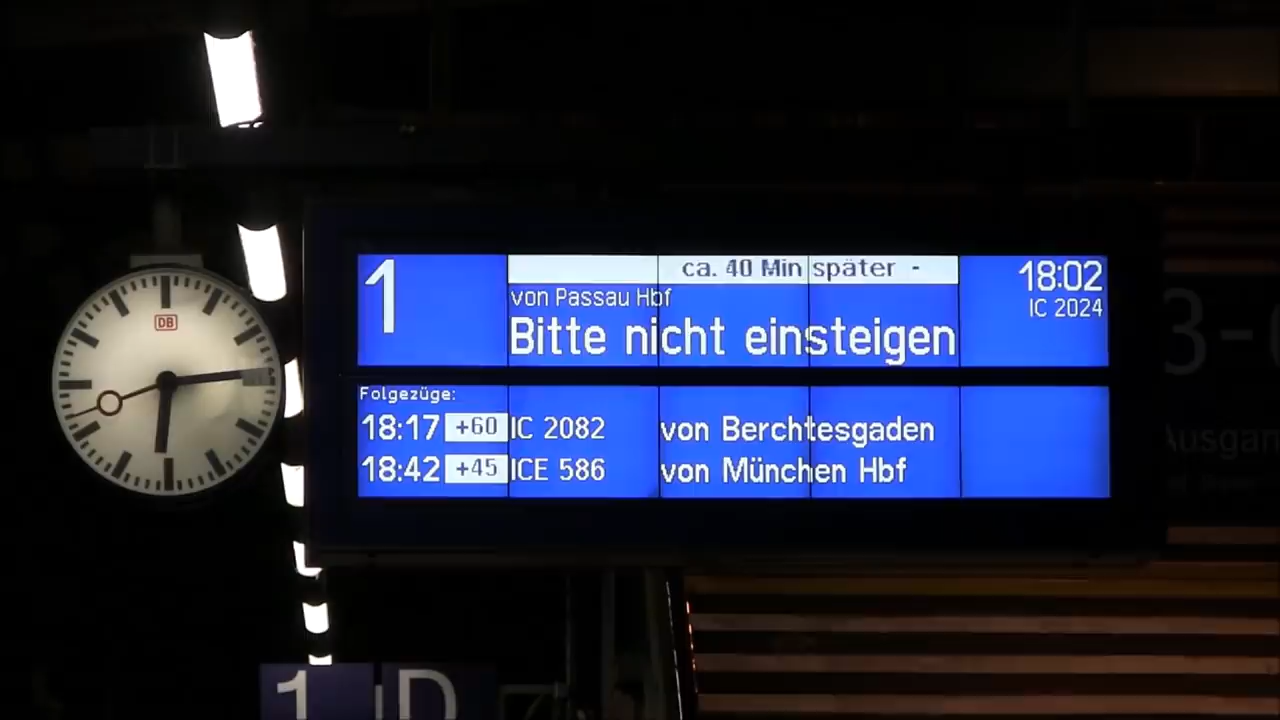 DB
1
ca. 40 Min später -
18:02
von Passau Hbf
IC 2024
Bitte nicht einsteigen
Folgezüge:
18:17 +60 IC 2082 von Berchtesgaden
18:42 +45 ICE 586 von München Hbf
3-
1 D